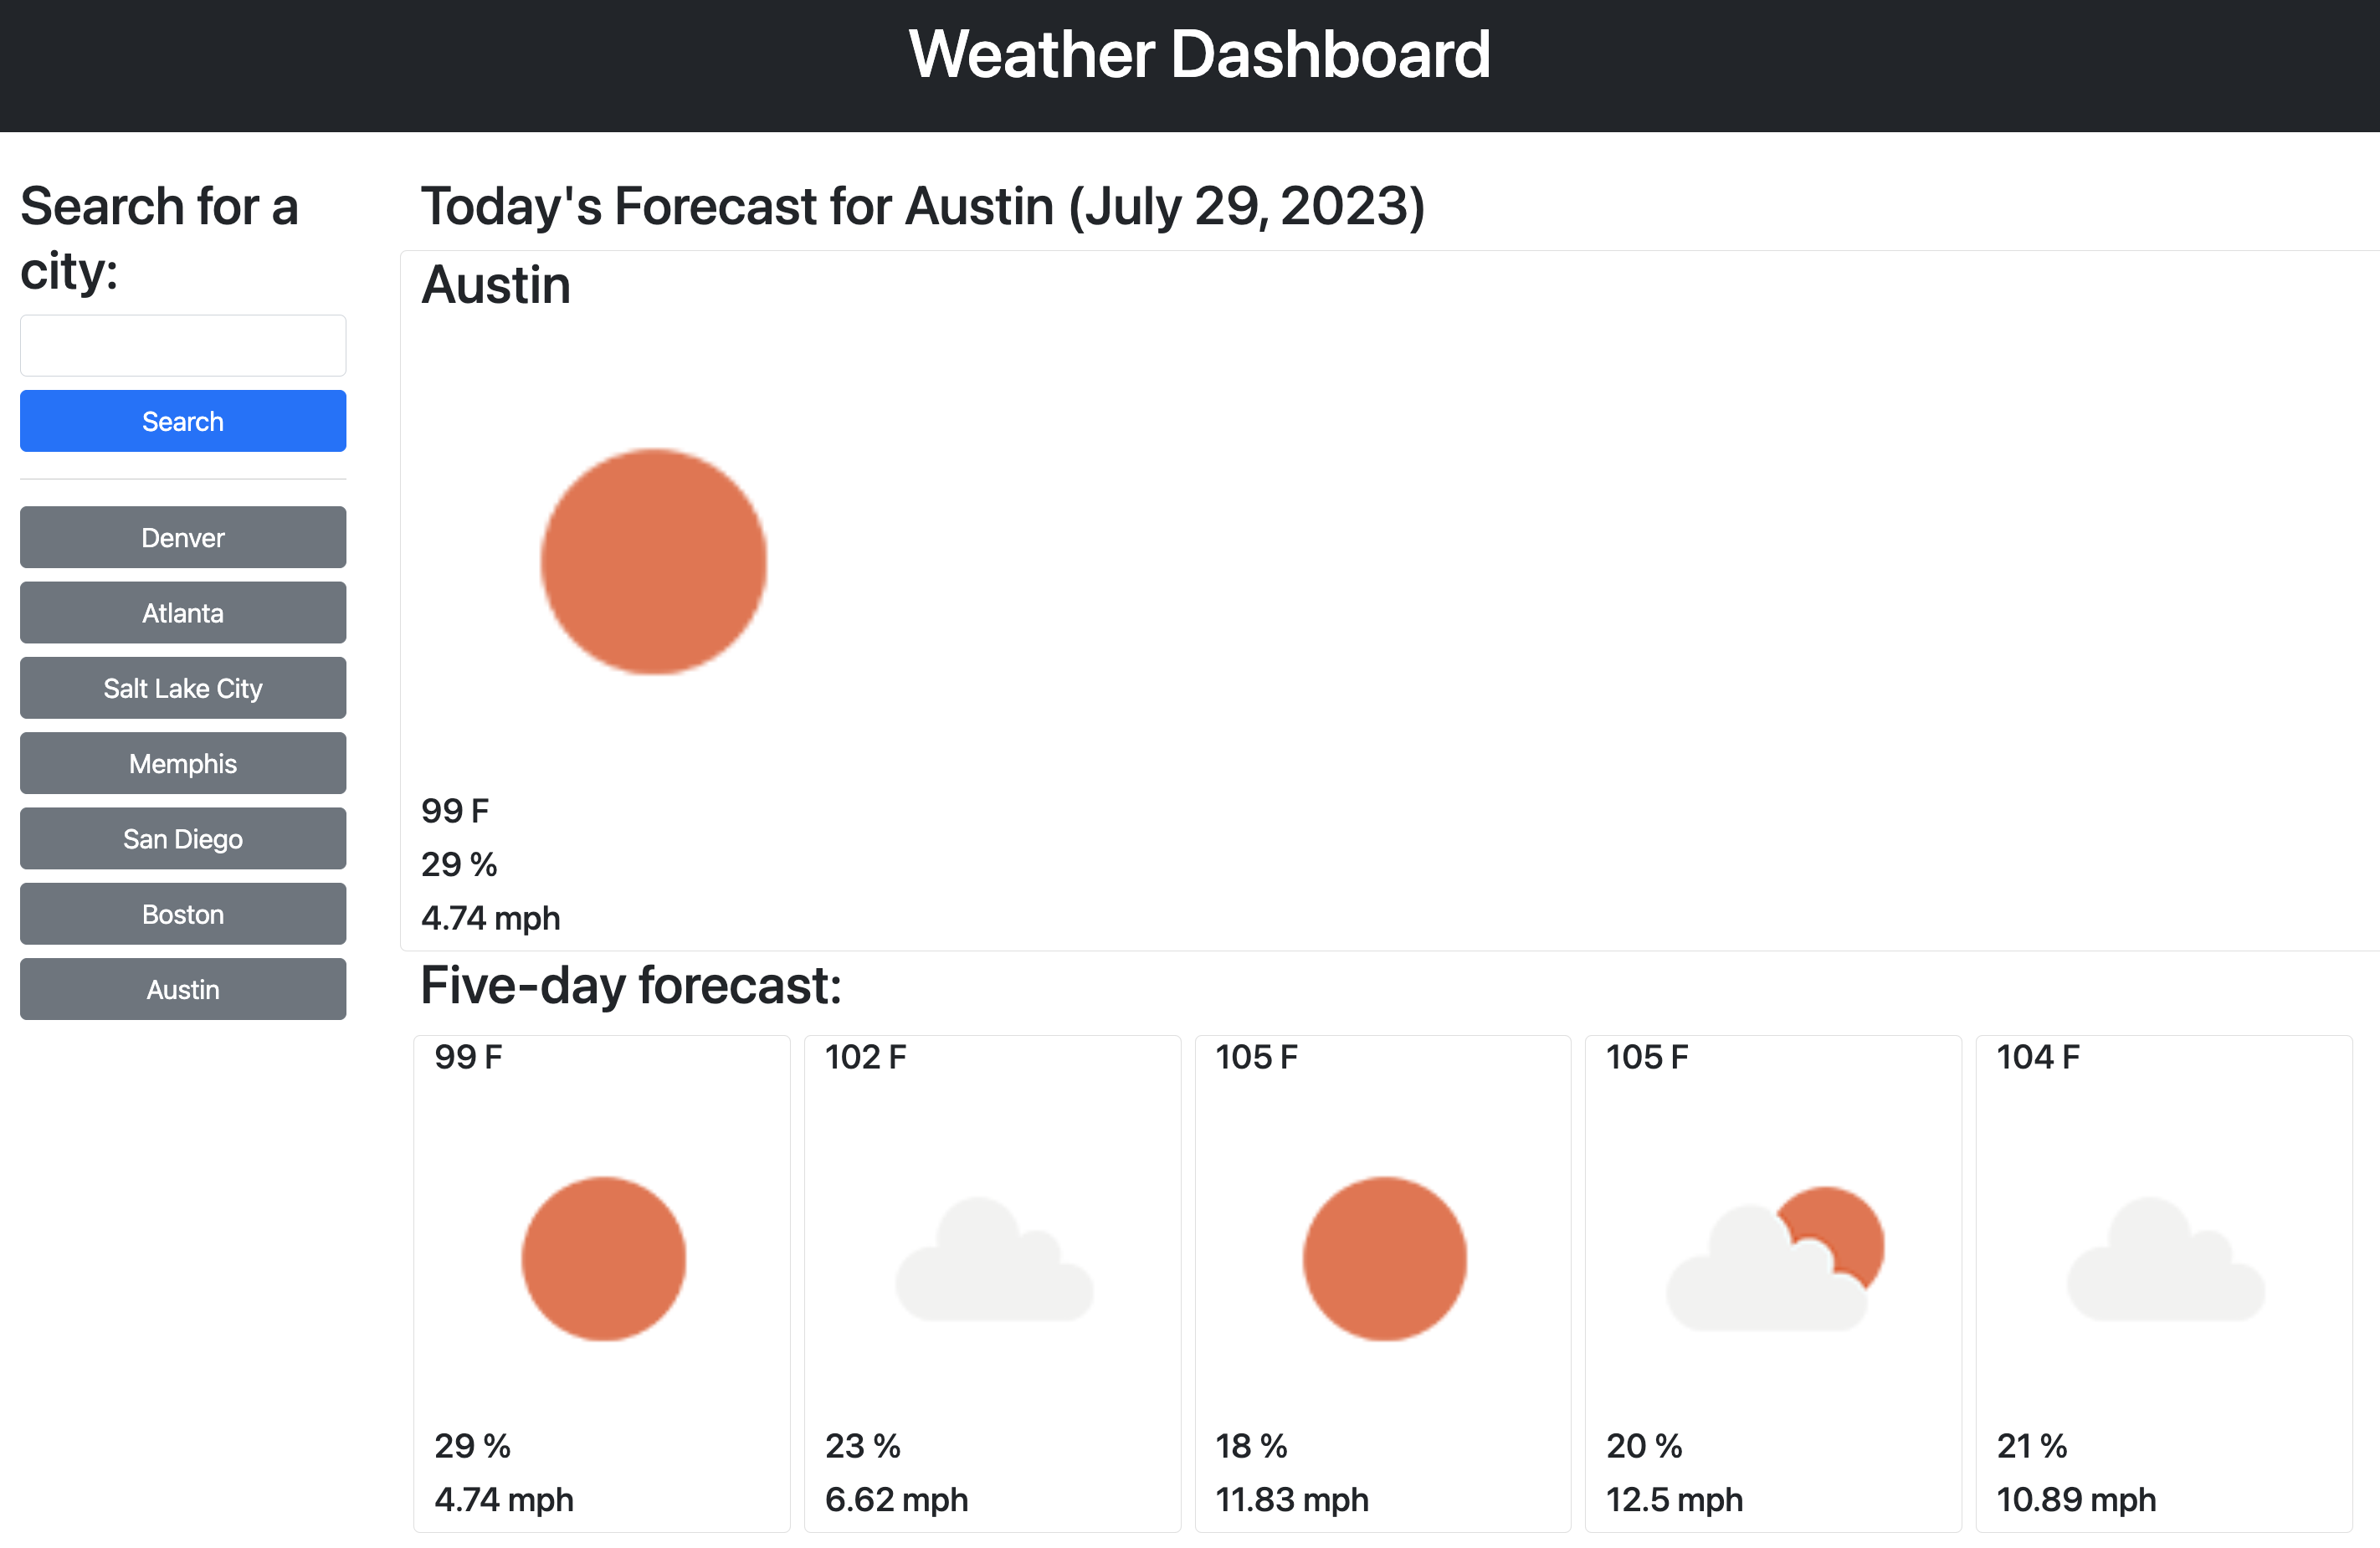 Weather Dashboard
Search for a
city:
Search
Denver
Atlanta
Salt Lake City
Memphis
San Diego
Boston
Austin
Today's Forecast for Austin (July 29, 2023)
Austin
99 F
29 %
4.74 mph
Five-day forecast:
99 F
29 %
4.74 mph
102 F
23 %
6.62 mph
105 F
18 %
11.83 mph
105 F
20 %
12.5 mph
104 F
21 %
10.89 mph